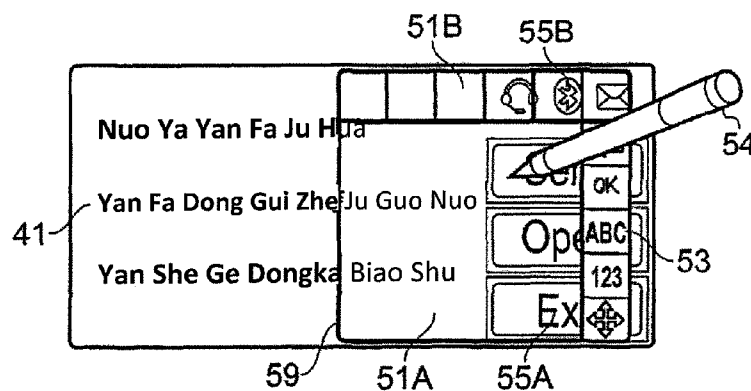 51B 55B
54
Nuo Ya Yan Fa Ju Hua
OK
41 Yan Fa Dong Gui Zhe Ju Guo Nuo
Ope ABC 53
Yan She Ge Dongka Biao Shu
123
Ex
59 51A 55A